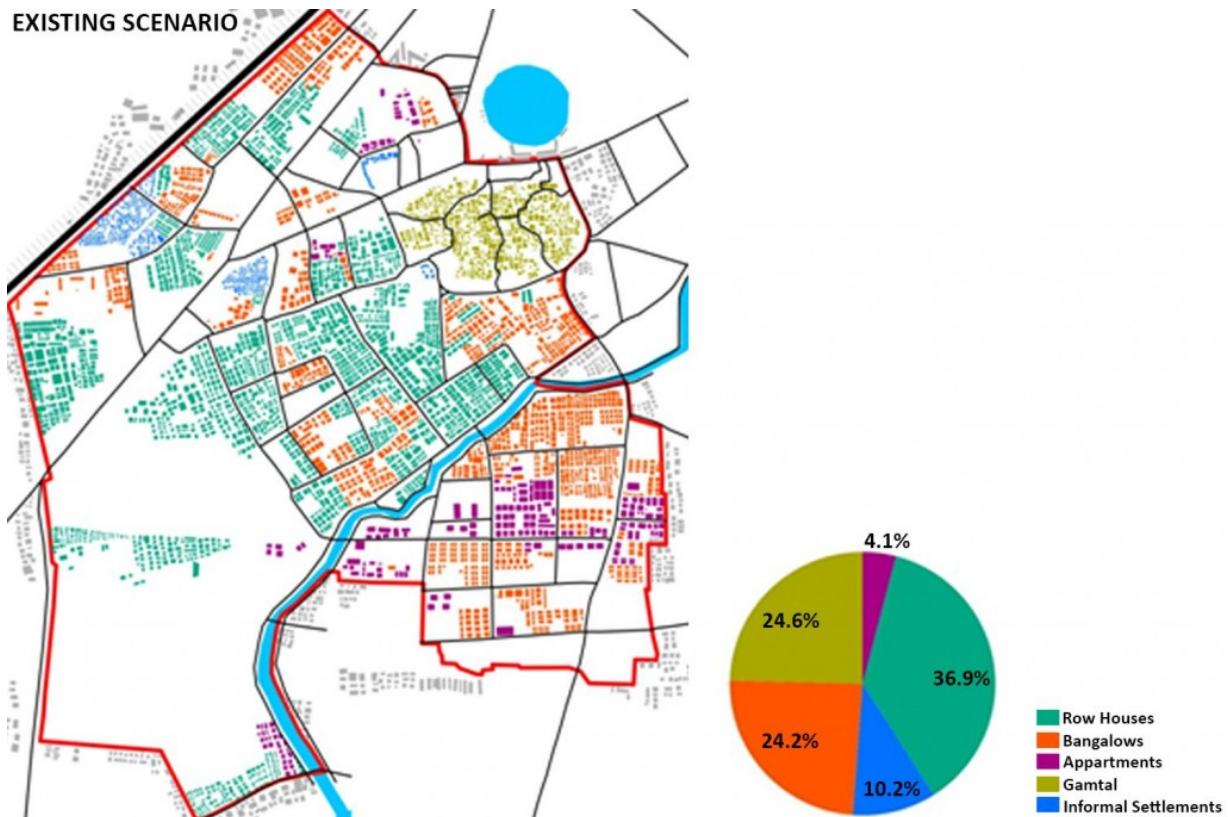 EXISTING SCENARIO
4.1%
24.6%
36.9%
24.2%
10.2%
Row Houses
Bangalows
Appartments
Gamtal
Informal Settlements